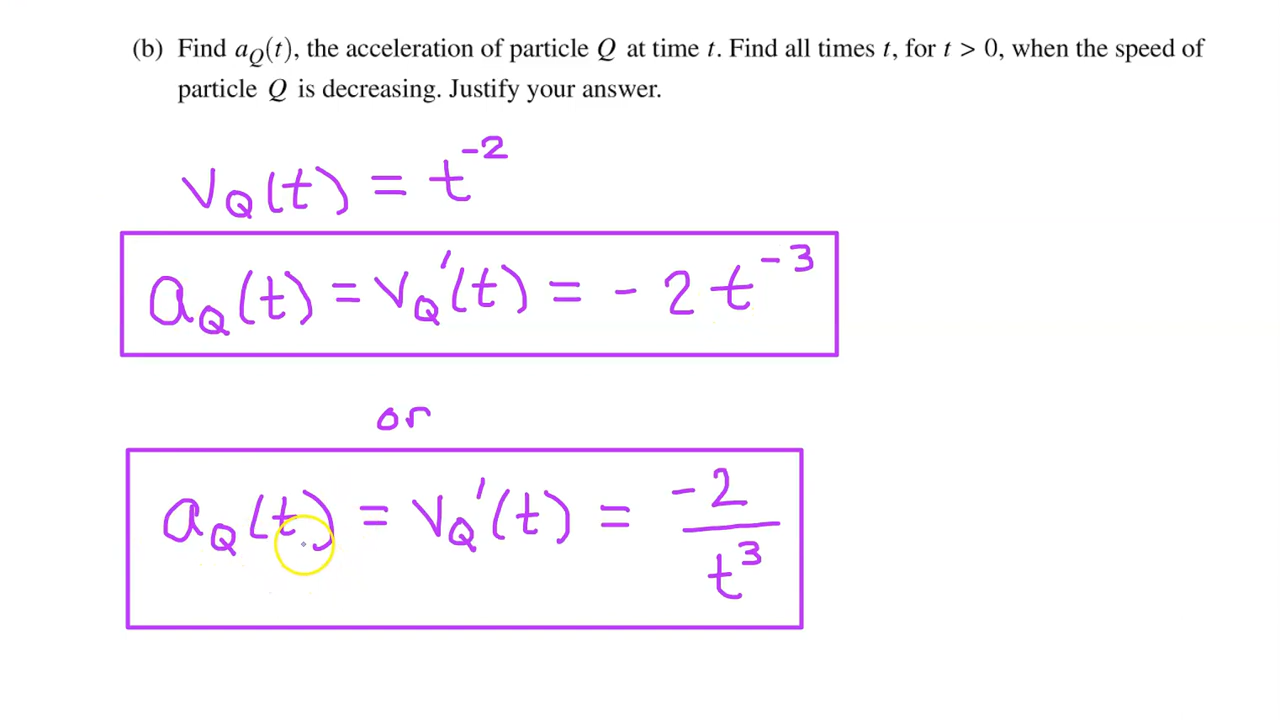 (b) Find a_Q(t), the acceleration of particle Q at time t. Find all times t, for t > 0, when the speed of
particle Q is decreasing. Justify your answer.
v_Q(t) = t^{-2}
a_Q(t) = v_Q'(t) = -2t^{-3}
or
a_Q(t) = v_Q'(t) = \frac{-2}{t^3}